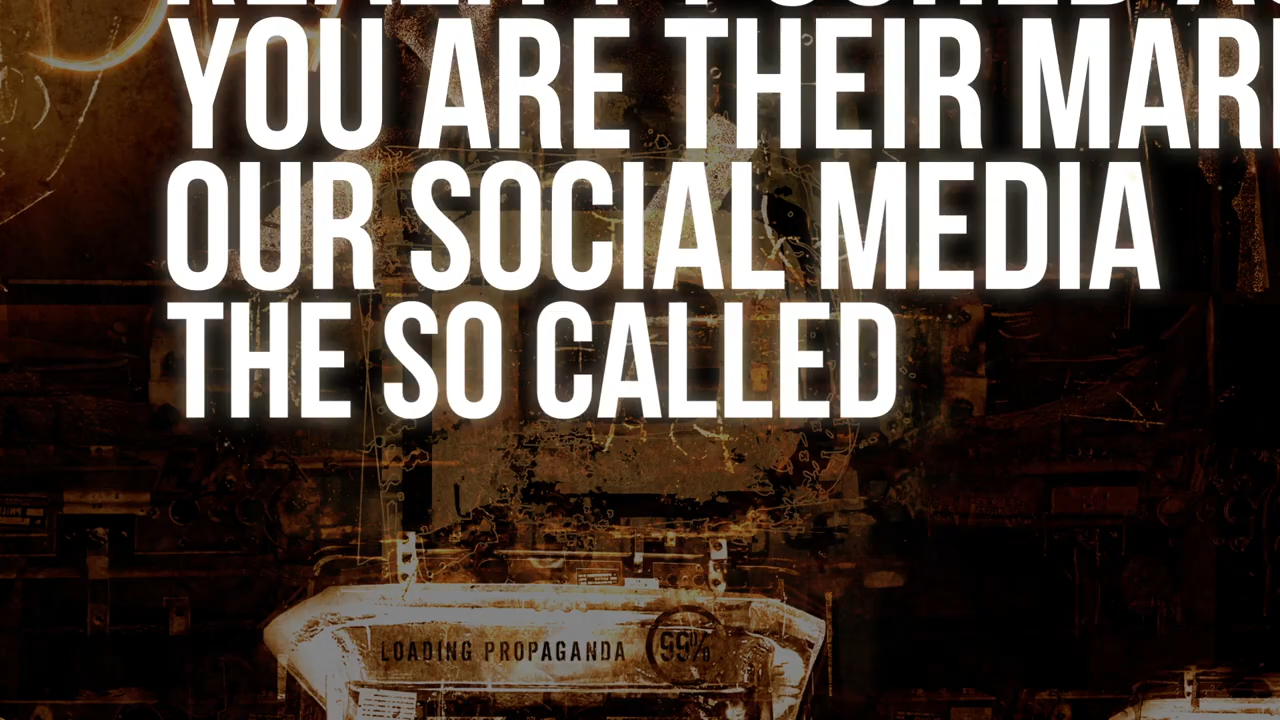 YOU ARE THEIR
OUR SOCIAL MEDIA
THE SO CALLED
LOADING PROPAGANDA 99%